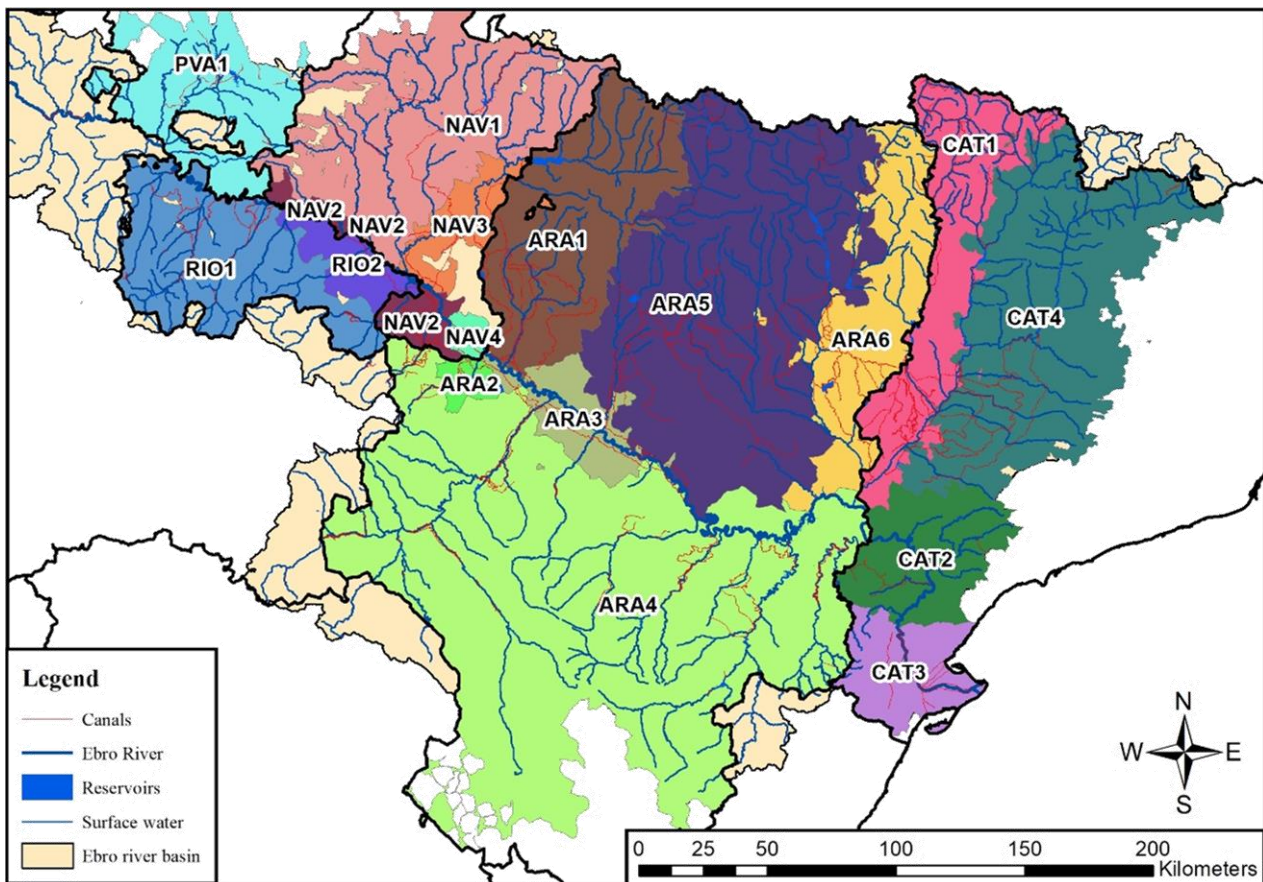 PVA1
NAV1
CAT1
NAV2
NAV2
NAV3
RIO1
RIO2
ARA1
ARA5
CAT4
NAV2
NAV4
ARA6
ARA2
ARA3
CAT2
ARA4
CAT3
Legend
Canals
Ebro River
Reservoirs
Surface water
Ebro river basin
N
W E
S
0 25 50 100 150 200
Kilometers